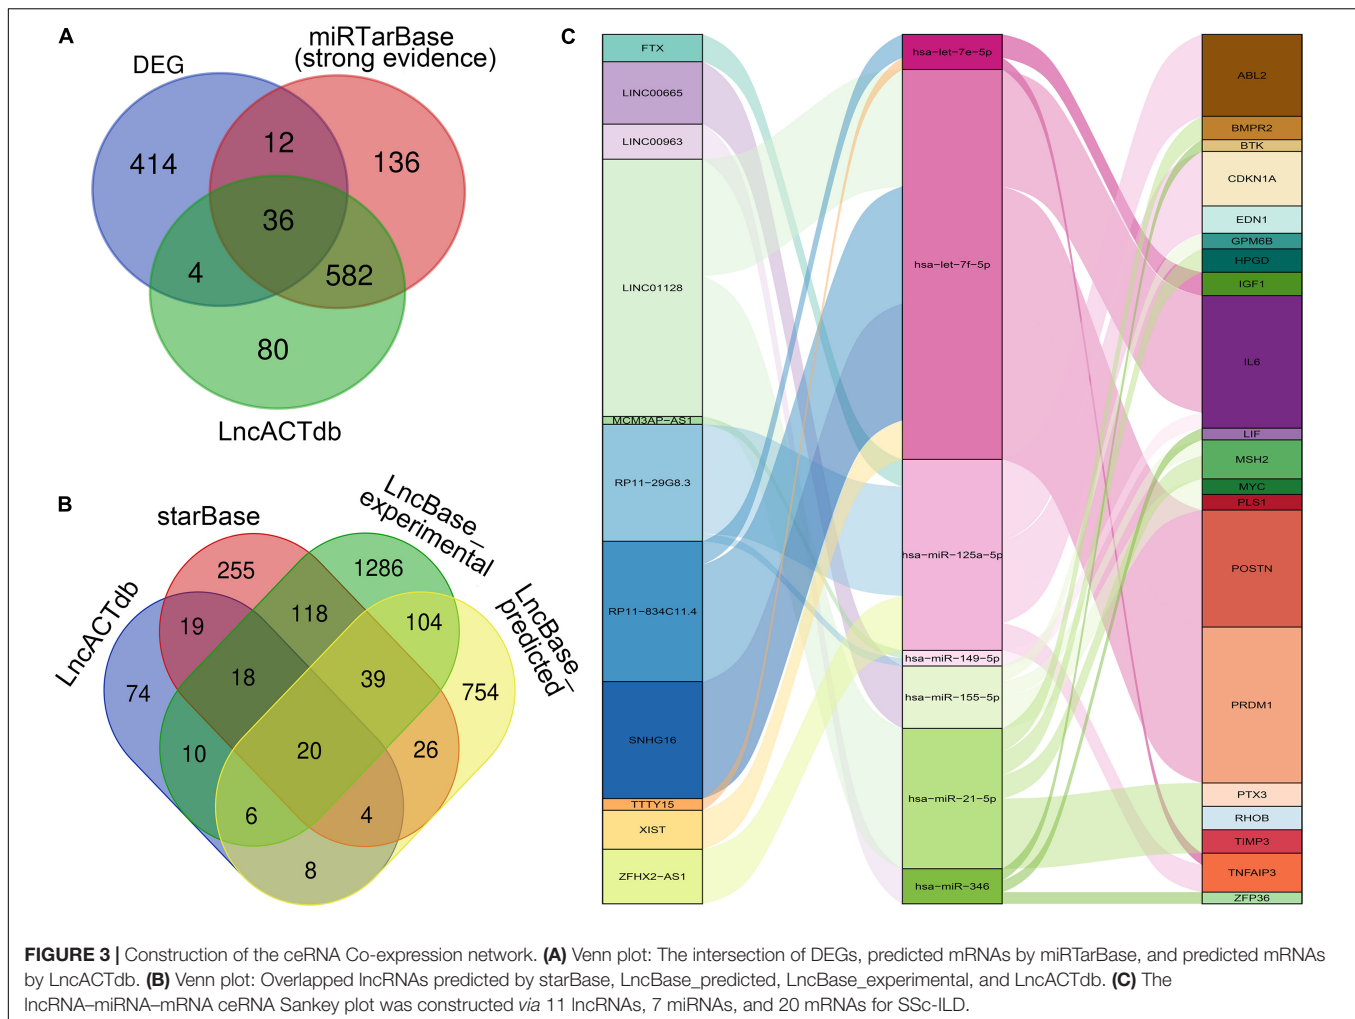 A
DEG
miRTarBase
(strong evidence)
414
12
136
36
4
582
80
LncACTdb
B
starBase
LncBase_
experimental
LncACTdb
LncBase_
predicted
255
1286
19
118
104
74
18
39
754
10
20
26
6
4
8
C
FTX
LINC00665
LINC00963
LINC01128
MCM3AP-AS1
RP11-29G8.3
RP11-834C11.4
SNHG16
TTTY15
XIST
ZFHX2-AS1
hsa-let-7e-5p
hsa-let-7f-5p
hsa-miR-125a-5p
hsa-miR-149-5p
hsa-miR-155-5p
hsa-miR-21-5p
hsa-miR-346
ABL2
BMPR2
BTK
CDKN1A
EDN1
GPM6B
HPGD
IGF1
IL6
LIF
MSH2
MYC
PLS1
POSTN
PRDM1
PTX3
RHOB
TIMP3
TNFAIP3
ZFP36
FIGURE 3 | Construction of the ceRNA Co-expression network. (A) Venn plot: The intersection of DEGs, predicted mRNAs by miRTarBase, and predicted mRNAs
by LncACTdb. (B) Venn plot: Overlapped lncRNAs predicted by starBase, LncBase_predicted, LncBase_experimental, and LncACTdb. (C) The
lncRNA–miRNA–mRNA ceRNA Sankey plot was constructed via 11 lncRNAs, 7 miRNAs, and 20 mRNAs for SSc-ILD.